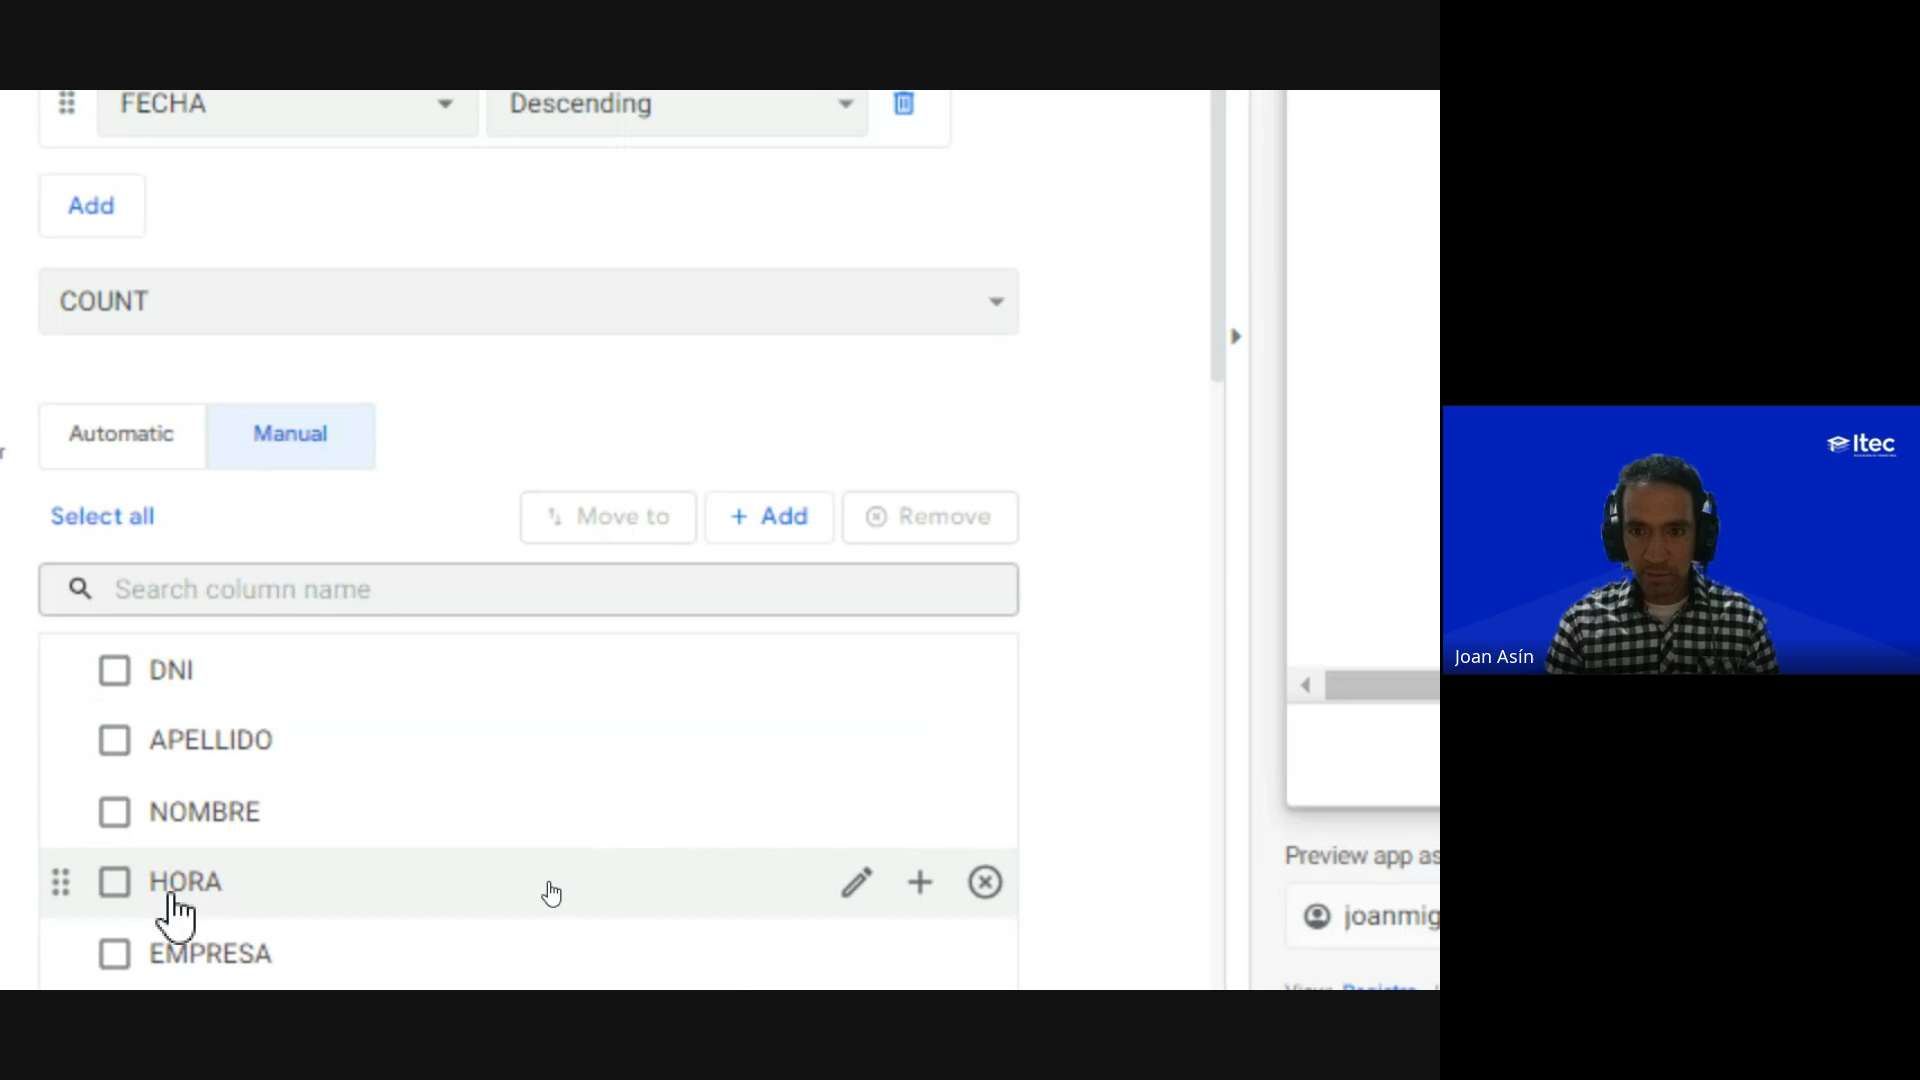 FECHA
Descending
Add
COUNT
Automatic
Manual
r
Select all
Move to
+ Add
Remove
Search column name
DNI
APELLIDO
NOMBRE
HORA
EMPRESA
Preview app as
joanmig
Itec
Joan Asín